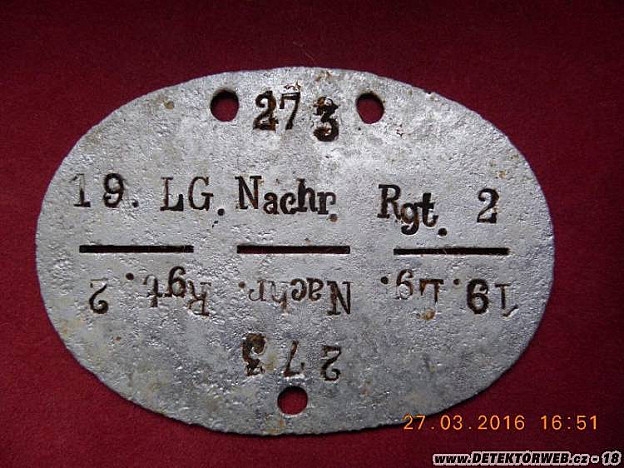 273
19. LG. Nachr. Rgt. 2
19. Lg. Nachr. Rgt. 2
273
27.03.2016 16:51
www.DETEKTORWEB.cz - 18